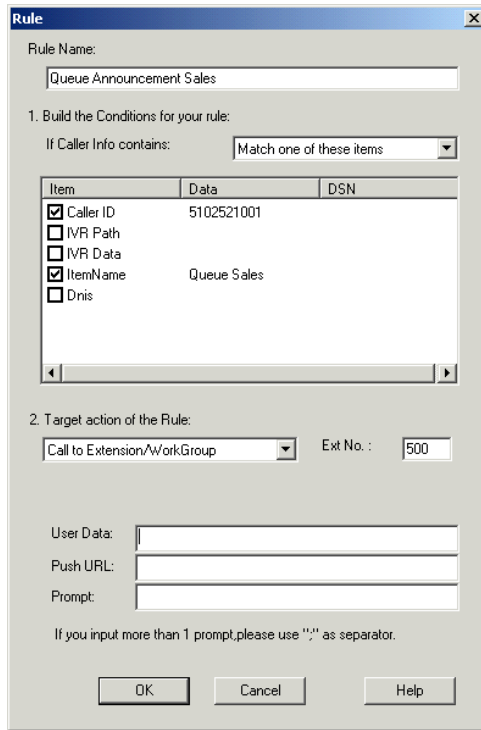 Rule
Rule Name:
Queue Announcement Sales
1. Build the Conditions for your rule:
If Caller Info contains: Match one of these items
Item Data DSN
Caller ID 5102521001
IVR Path
IVR Data
ItemName Queue Sales
Dnis
2. Target action of the Rule:
Call to Extension/WorkGroup Ext No. : 500
User Data:
Push URL:
Prompt:
If you input more than 1 prompt,please use ";" as separator.
OK Cancel Help